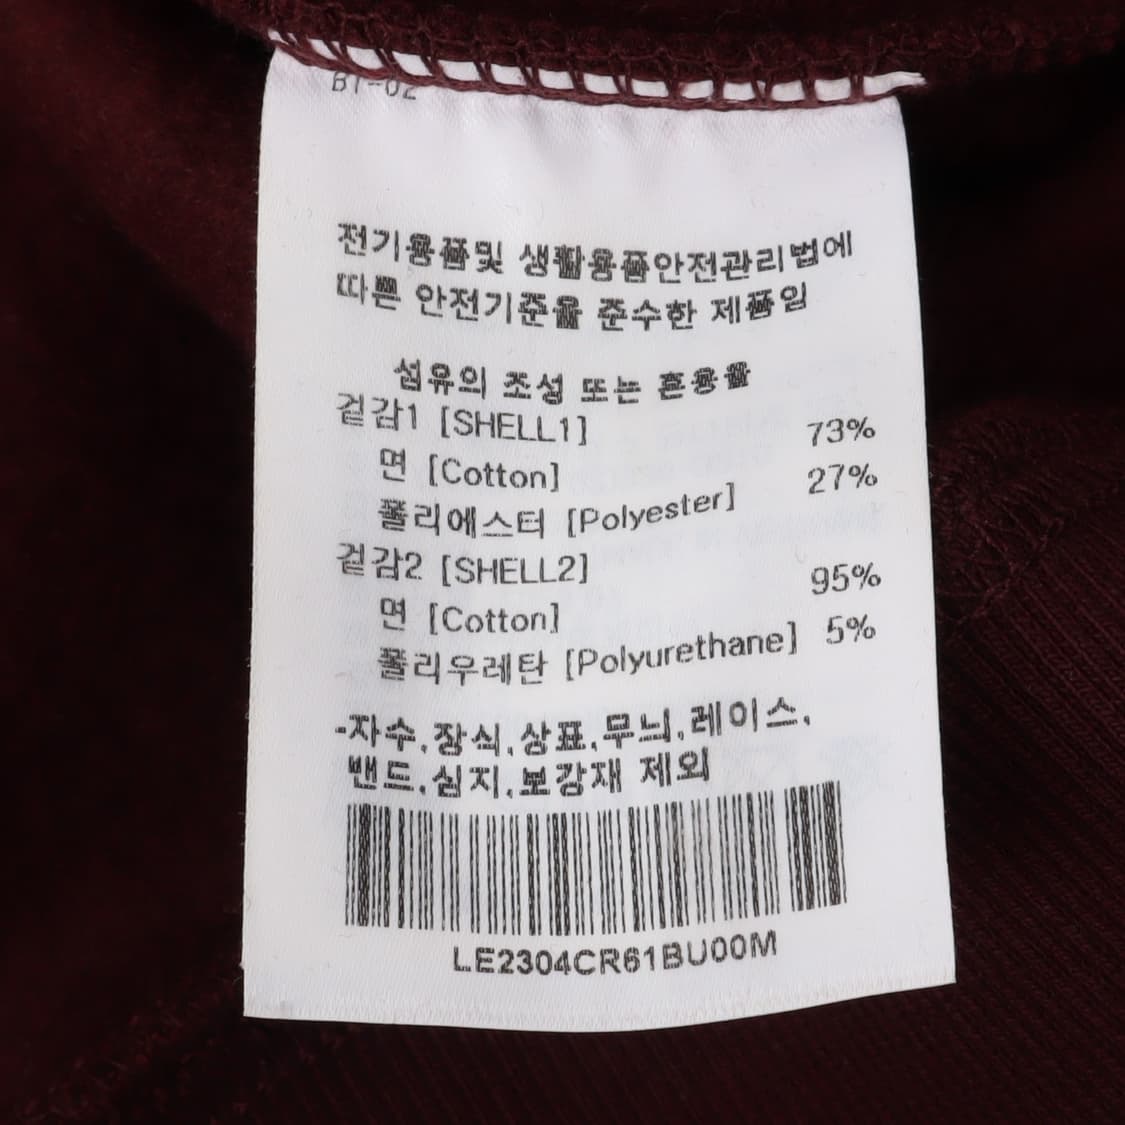 BT-02
전기용품및 생활용품안전관리법에
따른 안전기준을 준수한 제품임
섬유의 조성 또는 혼용율
겉감1 [SHELL1]
면 [Cotton] 73%
폴리에스터 [Polyester] 27%
겉감2 [SHELL2]
면 [Cotton] 95%
폴리우레탄 [Polyurethane] 5%
-자수,장식,상표,무늬,레이스,
밴드,심지,보강재 제외
LE2304CR61BU00M